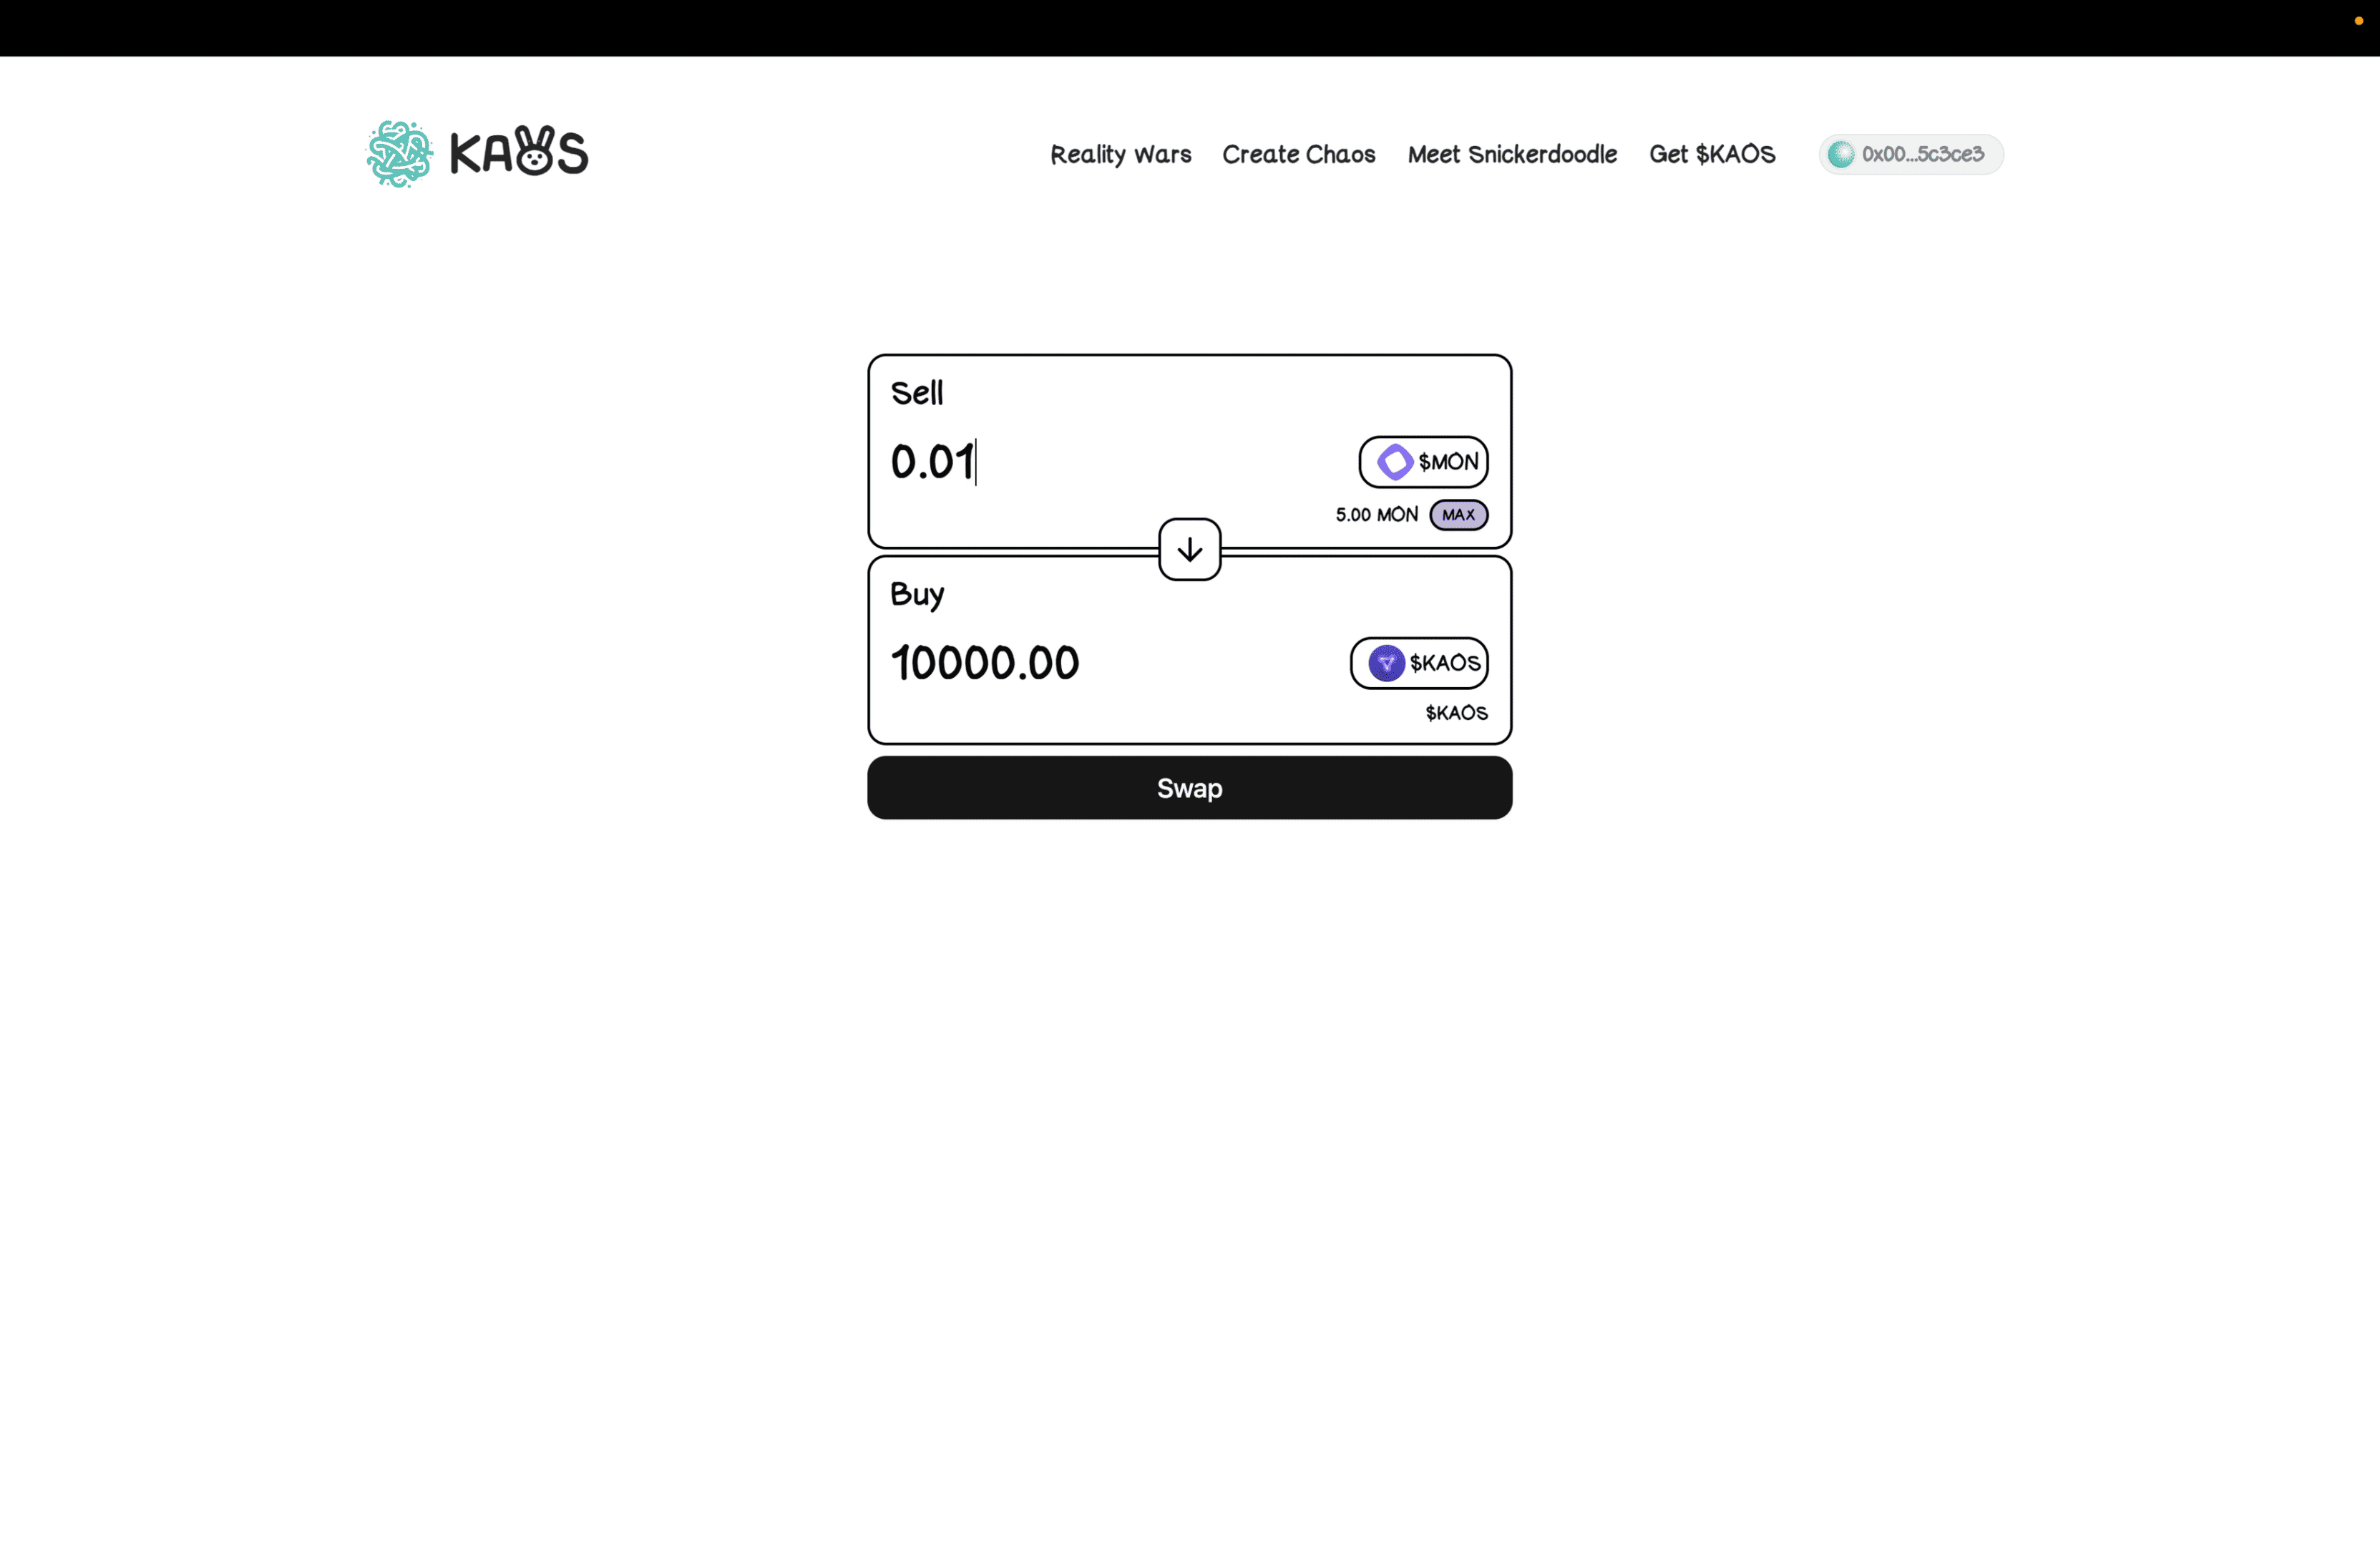 KAOS
Reality Wars Create Chaos Meet Snickerdoodle Get $KAOS 0x00...5c3ce3
Sell
0.01 $MON
5.00 MON MAX
Buy
10000.00 $KAOS
$KAOS
Swap